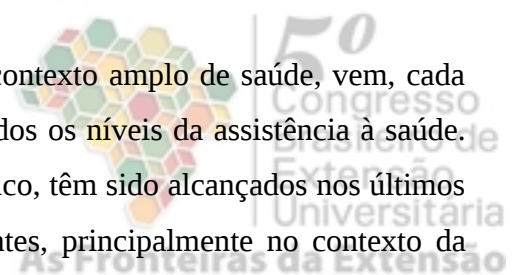 contexto amplo de saúde, vem, cada
dos os níveis da assistência à saúde.
ico, têm sido alcançados nos últimos
ntes, principalmente no contexto da
5º
Congresso
Brasileiro de
Extensão
Universitária
As Fronteiras da Extensão